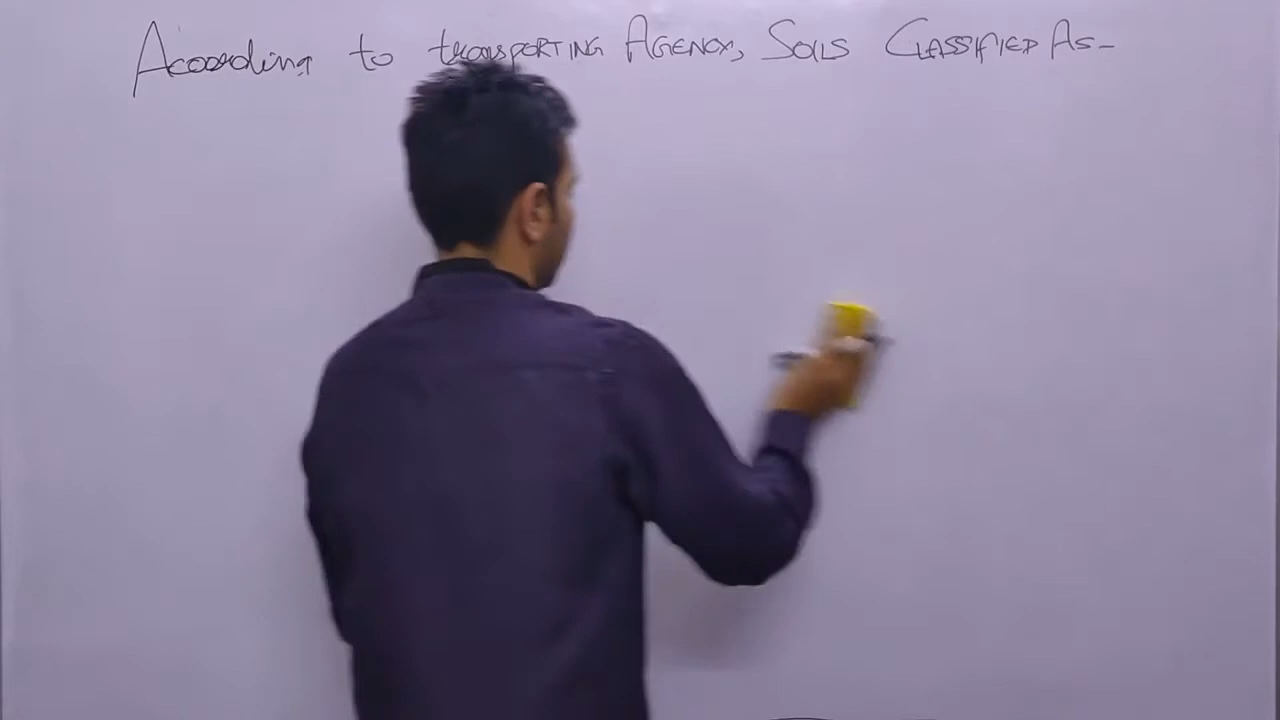 According to transporting Agency, Soils Classified As-